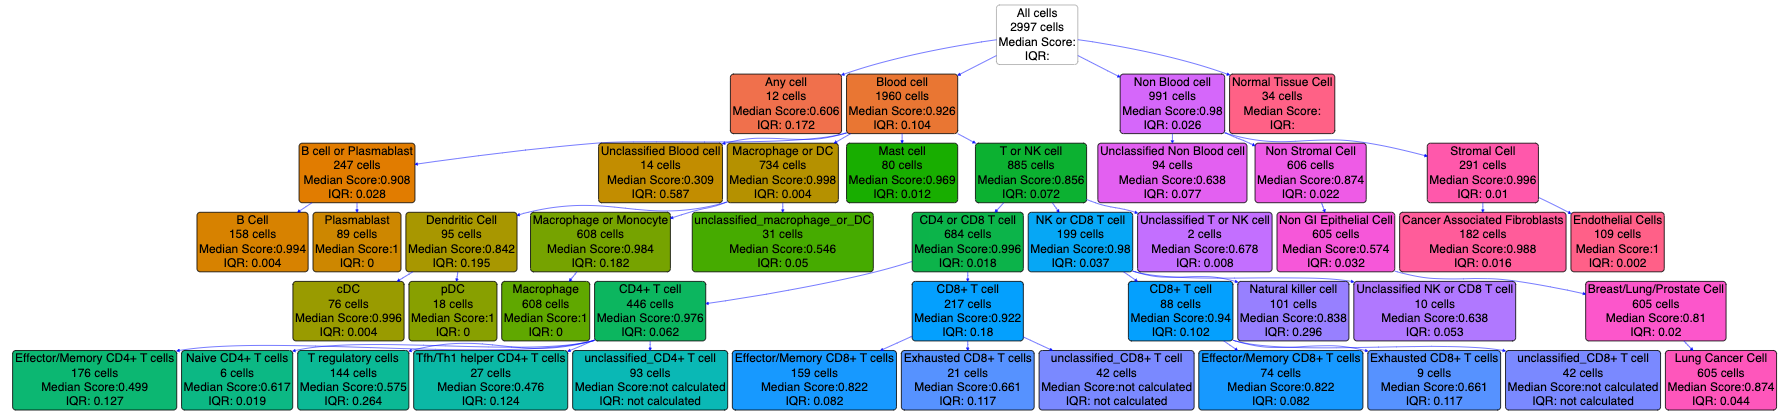 All cells
2997 cells
Median Score:
IQR:
Any cell
12 cells
Median Score:0.606
IQR: 0.172
Blood cell
1960 cells
Median Score:0.926
IQR: 0.104
Non Blood cell
991 cells
Median Score:0.98
IQR: 0.026
Normal Tissue Cell
34 cells
Median Score:
IQR:
B cell or Plasmablast
247 cells
Median Score:0.908
IQR: 0.028
Unclassified Blood cell
14 cells
Median Score:0.309
IQR: 0.587
Macrophage or DC
734 cells
Median Score:0.998
IQR: 0.004
Mast cell
80 cells
Median Score:0.969
IQR: 0.012
T or NK cell
885 cells
Median Score:0.856
IQR: 0.072
Unclassified Non Blood cell
94 cells
Median Score:0.638
IQR: 0.077
Non Stromal Cell
606 cells
Median Score:0.874
IQR: 0.022
Stromal Cell
291 cells
Median Score:0.996
IQR: 0.01
B Cell
158 cells
Median Score:0.994
IQR: 0.004
Plasmablast
89 cells
Median Score:1
IQR: 0
Dendritic Cell
95 cells
Median Score:0.842
IQR: 0.195
Macrophage or Monocyte
608 cells
Median Score:0.984
IQR: 0.182
unclassified_macrophage_or_DC
31 cells
Median Score:0.546
IQR: 0.05
CD4 or CD8 T cell
684 cells
Median Score:0.996
IQR: 0.018
NK or CD8 T cell
199 cells
Median Score:0.98
IQR: 0.037
Unclassified T or NK cell
2 cells
Median Score:0.678
IQR: 0.008
Non GI Epithelial Cell
605 cells
Median Score:0.574
IQR: 0.032
Cancer Associated Fibroblasts
182 cells
Median Score:0.988
IQR: 0.016
Endothelial Cells
109 cells
Median Score:1
IQR: 0.002
cDC
76 cells
Median Score:0.996
IQR: 0.004
pDC
18 cells
Median Score:1
IQR: 0
Macrophage
608 cells
Median Score:1
IQR: 0
CD4+ T cell
446 cells
Median Score:0.976
IQR: 0.062
CD8+ T cell
217 cells
Median Score:0.922
IQR: 0.18
CD8+ T cell
88 cells
Median Score:0.94
IQR: 0.102
Natural killer cell
101 cells
Median Score:0.838
IQR: 0.296
Unclassified NK or CD8 T cell
10 cells
Median Score:0.638
IQR: 0.053
Breast/Lung/Prostate Cell
605 cells
Median Score:0.81
IQR: 0.02
Effector/Memory CD4+ T cells
176 cells
Median Score:0.499
IQR: 0.127
Naive CD4+ T cells
6 cells
Median Score:0.617
IQR: 0.019
T regulatory cells
144 cells
Median Score:0.575
IQR: 0.264
Tfh/Th1 helper CD4+ T cells
27 cells
Median Score:0.476
IQR: 0.124
unclassified_CD4+ T cell
93 cells
Median Score:not calculated
IQR: not calculated
Effector/Memory CD8+ T cells
159 cells
Median Score:0.822
IQR: 0.082
Exhausted CD8+ T cells
21 cells
Median Score:0.661
IQR: 0.117
unclassified_CD8+ T cell
42 cells
Median Score:not calculated
IQR: not calculated
Effector/Memory CD8+ T cells
74 cells
Median Score:0.822
IQR: 0.082
Exhausted CD8+ T cells
9 cells
Median Score:0.661
IQR: 0.117
unclassified_CD8+ T cell
42 cells
Median Score:not calculated
IQR: not calculated
Lung Cancer Cell
605 cells
Median Score:0.874
IQR: 0.044